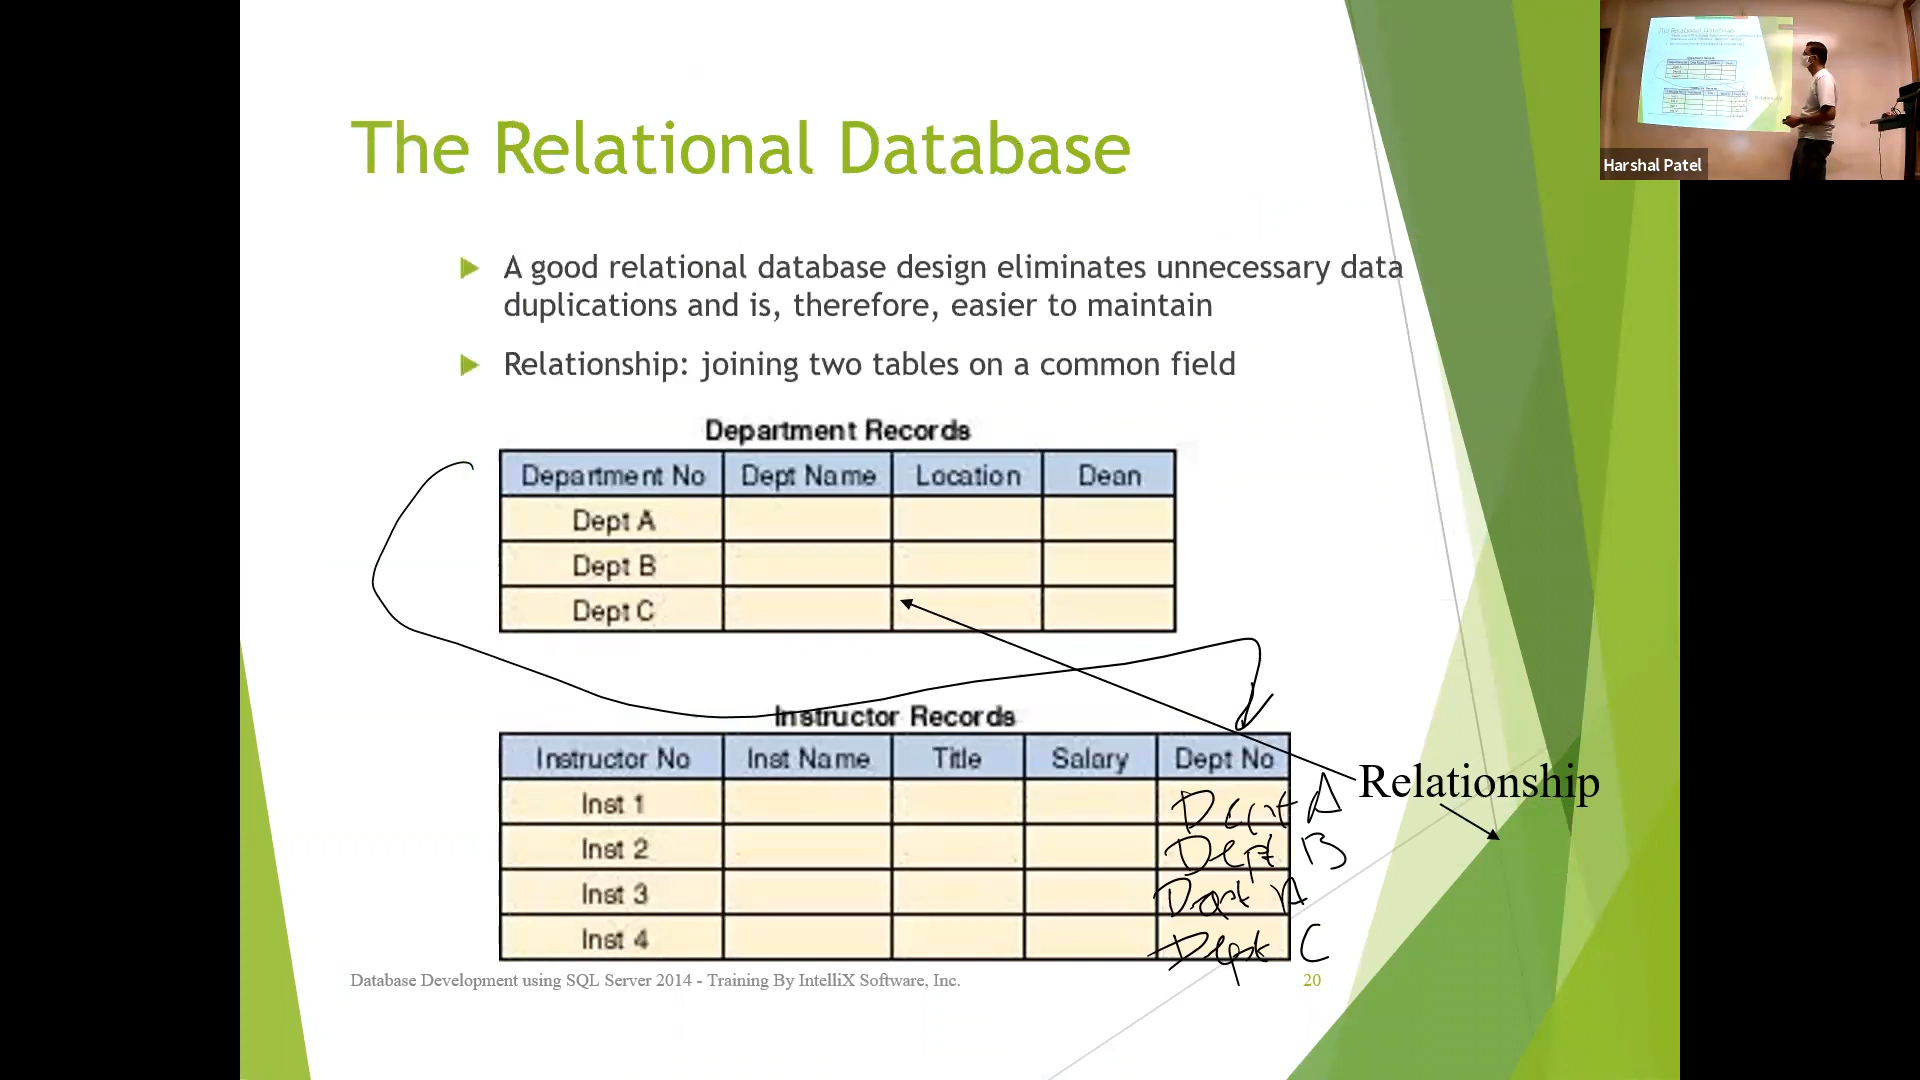 The Relational Database
A good relational database design eliminates unnecessary data
duplications and is, therefore, easier to maintain
Relationship: joining two tables on a common field
Department Records
Department No Dept Name Location Dean
Dept A
Dept B
Dept C
Instructor Records
Instructor No Inst Name Title Salary Dept No
Inst 1 Dept A
Inst 2 Dept B
Inst 3 Dept A
Inst 4 Dept C
Relationship
Database Development using SQL Server 2014 - Training By IntelliX Software, Inc. 20
Harshal Patel
The Relational Database